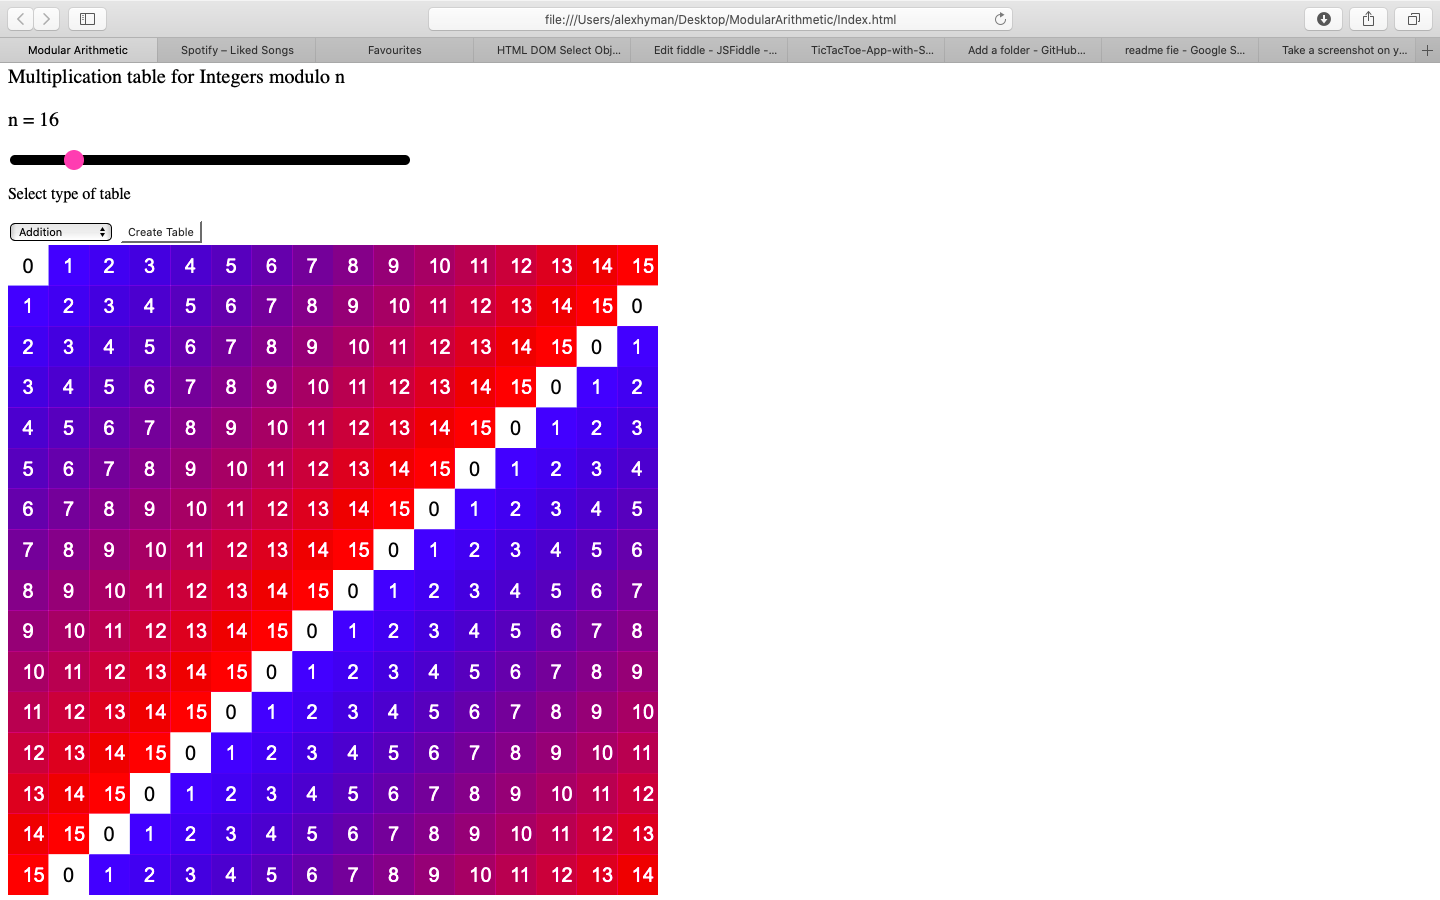 file:///Users/alexhyman/Desktop/ModularArithmetic/Index.html
Modular Arithmetic Spotify – Liked Songs Favourites HTML DOM Select Obj... Edit fiddle - JSFiddle -... TicTacToe-App-with-S... Add a folder - GitHub... readme fie - Google S... Take a screenshot on y...
Multiplication table for Integers modulo n
n = 16
Select type of table
Addition Create Table
0 1 2 3 4 5 6 7 8 9 10 11 12 13 14 15
1 2 3 4 5 6 7 8 9 10 11 12 13 14 15 0
2 3 4 5 6 7 8 9 10 11 12 13 14 15 0 1
3 4 5 6 7 8 9 10 11 12 13 14 15 0 1 2
4 5 6 7 8 9 10 11 12 13 14 15 0 1 2 3
5 6 7 8 9 10 11 12 13 14 15 0 1 2 3 4
6 7 8 9 10 11 12 13 14 15 0 1 2 3 4 5
7 8 9 10 11 12 13 14 15 0 1 2 3 4 5 6
8 9 10 11 12 13 14 15 0 1 2 3 4 5 6 7
9 10 11 12 13 14 15 0 1 2 3 4 5 6 7 8
10 11 12 13 14 15 0 1 2 3 4 5 6 7 8 9
11 12 13 14 15 0 1 2 3 4 5 6 7 8 9 10
12 13 14 15 0 1 2 3 4 5 6 7 8 9 10 11
13 14 15 0 1 2 3 4 5 6 7 8 9 10 11 12
14 15 0 1 2 3 4 5 6 7 8 9 10 11 12 13
15 0 1 2 3 4 5 6 7 8 9 10 11 12 13 14